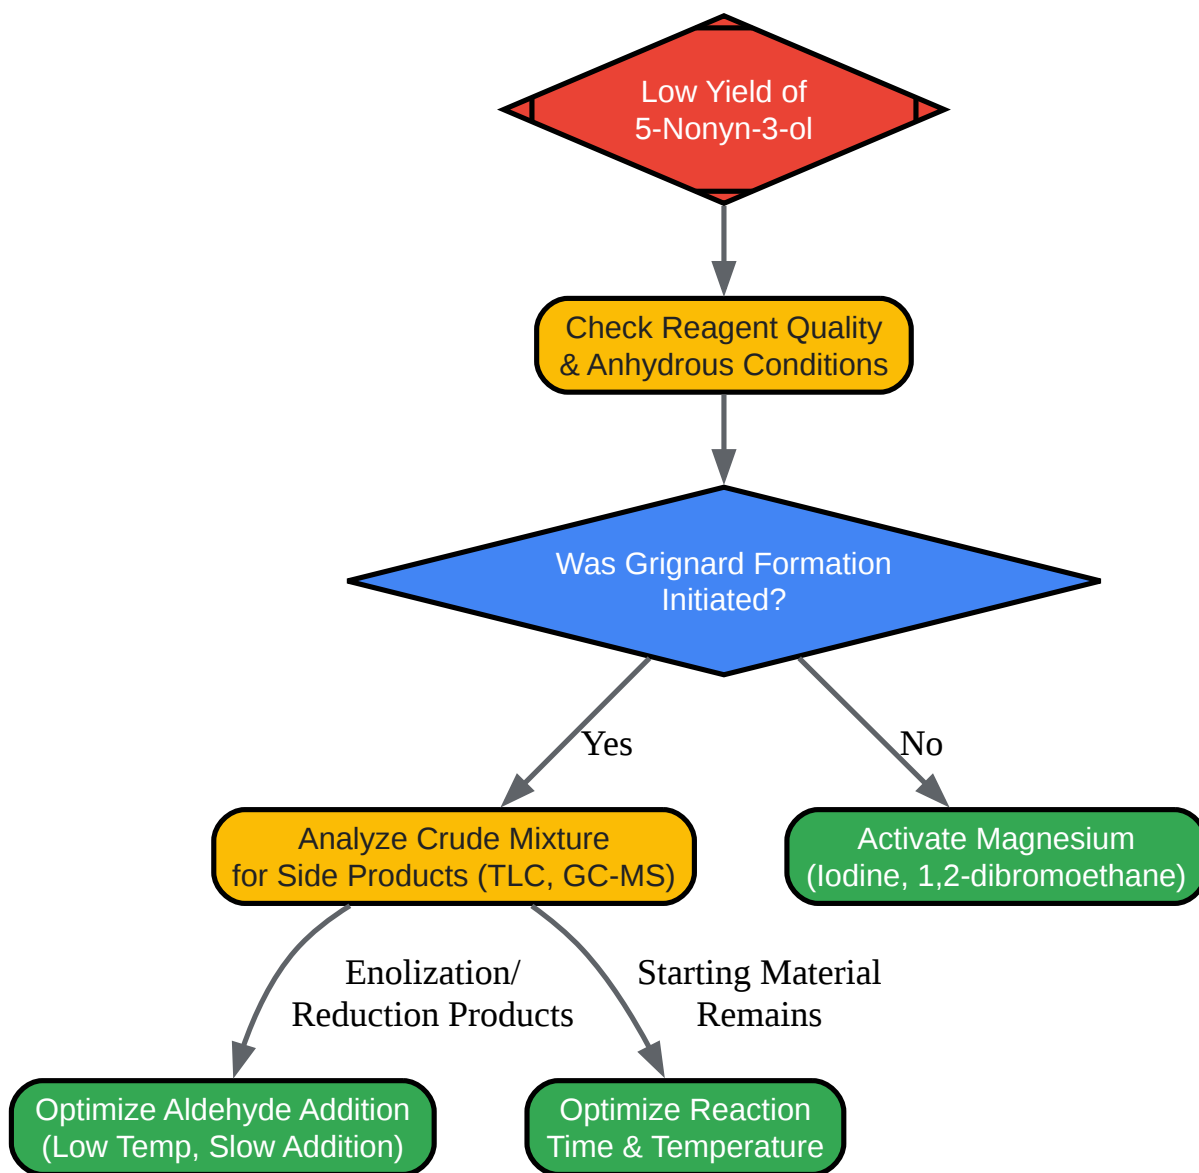 Low Yield of
5-Nonyn-3-ol
Check Reagent Quality
& Anhydrous Conditions
Was Grignard Formation
Initiated?
Yes
No
Analyze Crude Mixture
for Side Products (TLC, GC-MS)
Activate Magnesium
(Iodine, 1,2-dibromoethane)
Enolization/
Reduction Products
Starting Material
Remains
Optimize Aldehyde Addition
(Low Temp, Slow Addition)
Optimize Reaction
Time & Temperature